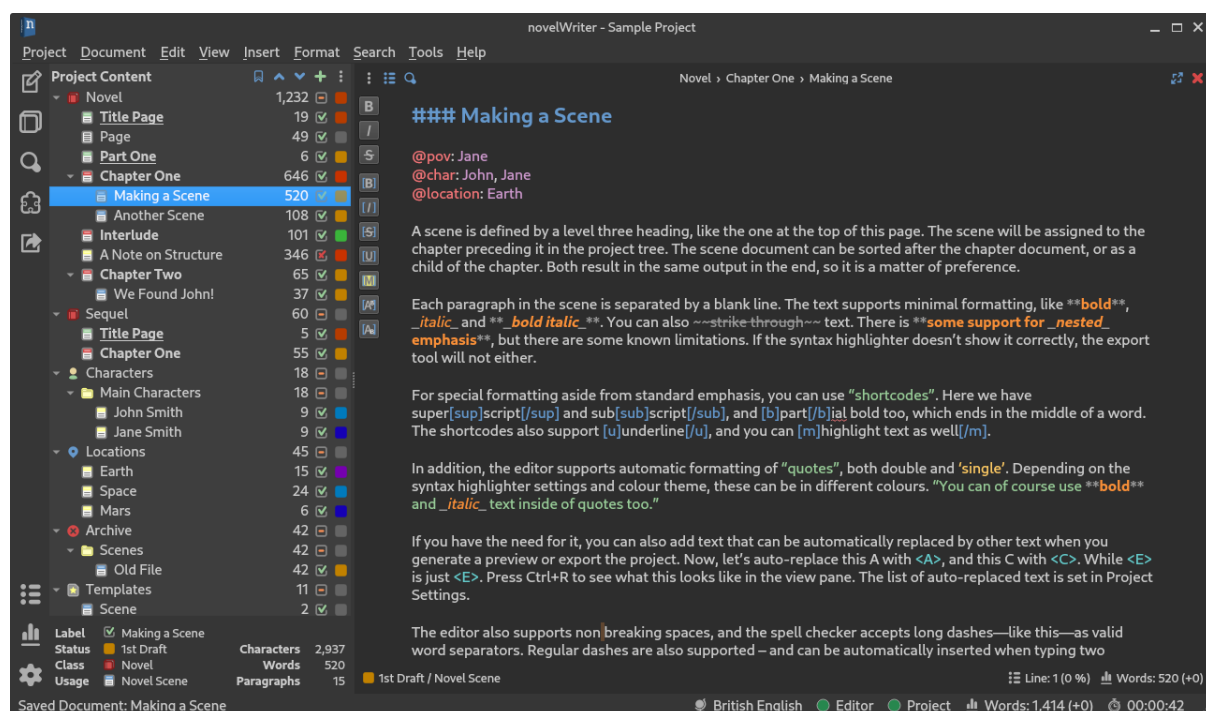 novelWriter - Sample Project
Project Document Edit View Insert Format Search Tools Help
Project Content
Novel 1,232
Title Page 19
Page 49
Part One 6
Chapter One 646
Making a Scene 520
Another Scene 108
Interlude 101
A Note on Structure 346
Chapter Two 65
We Found John! 37
Sequel 60
Title Page 5
Chapter One 55
Characters 18
Main Characters 18
John Smith 9
Jane Smith 9
Locations 45
Earth 15
Space 24
Mars 6
Archive 42
Scenes 42
Old File 42
Templates 11
Scene 2
Label Making a Scene
Status 1st Draft Characters 2,937
Class Novel Words 520
Usage Novel Scene Paragraphs 15
Novel › Chapter One › Making a Scene
B
I
S
[B]
[I]
[S]
[U]
[M]
[A]
[A]
### Making a Scene
@pov: Jane
@char: John, Jane
@location: Earth
A scene is defined by a level three heading, like the one at the top of this page. The scene will be assigned to the
chapter preceding it in the project tree. The scene document can be sorted after the chapter document, or as a
child of the chapter. Both result in the same output in the end, so it is a matter of preference.
Each paragraph in the scene is separated by a blank line. The text supports minimal formatting, like **bold**,
_italic_ and **_bold italic_**. You can also ~~strike through~~ text. There is **some support for _nested_
emphasis**, but there are some known limitations. If the syntax highlighter doesn’t show it correctly, the export
tool will not either.
For special formatting aside from standard emphasis, you can use “shortcodes”. Here we have
super[sup]script[/sup] and sub[sub]script[/sub], and [b]part[/b]ial bold too, which ends in the middle of a word.
The shortcodes also support [u]underline[/u], and you can [m]highlight text as well[/m].
In addition, the editor supports automatic formatting of “quotes”, both double and ‘single’. Depending on the
syntax highlighter settings and colour theme, these can be in different colours. “You can of course use **bold**
and _italic_ text inside of quotes too.”
If you have the need for it, you can also add text that can be automatically replaced by other text when you
generate a preview or export the project. Now, let’s auto-replace this A with <A>, and this C with <C>. While <E>
is just <E>. Press Ctrl+R to see what this looks like in the view pane. The list of auto-replaced text is set in Project
Settings.
The editor also supports non breaking spaces, and the spell checker accepts long dashes—like this—as valid
word separators. Regular dashes are also supported – and can be automatically inserted when typing two
1st Draft / Novel Scene Line: 1 (0 %) Words: 520 (+0)
Saved Document: Making a Scene British English Editor Project Words: 1,414 (+0) 00:00:42